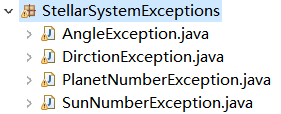 StellarSystemExceptions
AngleException.java
DirctionException.java
PlanetNumberException.java
SunNumberException.java